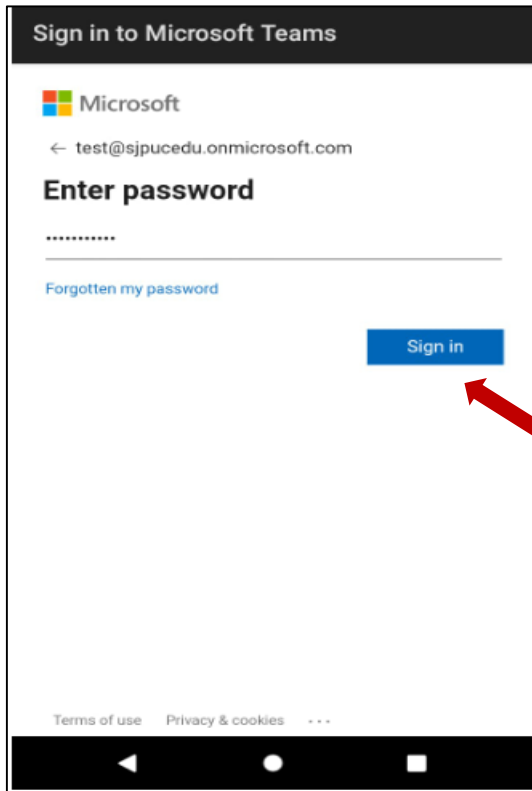 Sign in to Microsoft Teams
Microsoft
← test@sjpucedu.onmicrosoft.com
Enter password
•••••••••••
Forgotten my password
Sign in
Terms of use Privacy & cookies ...